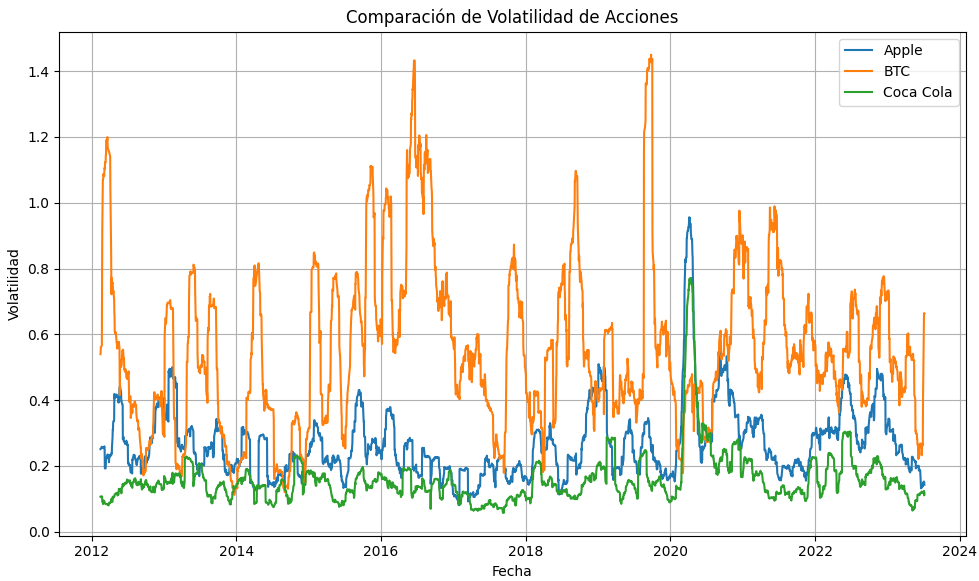 Comparación de Volatilidad de Acciones
Volatilidad
1.4
1.2
1.0
0.8
0.6
0.4
0.2
0.0
Apple
BTC
Coca Cola
2012
2014
2016
2018
2020
2022
2024
Fecha